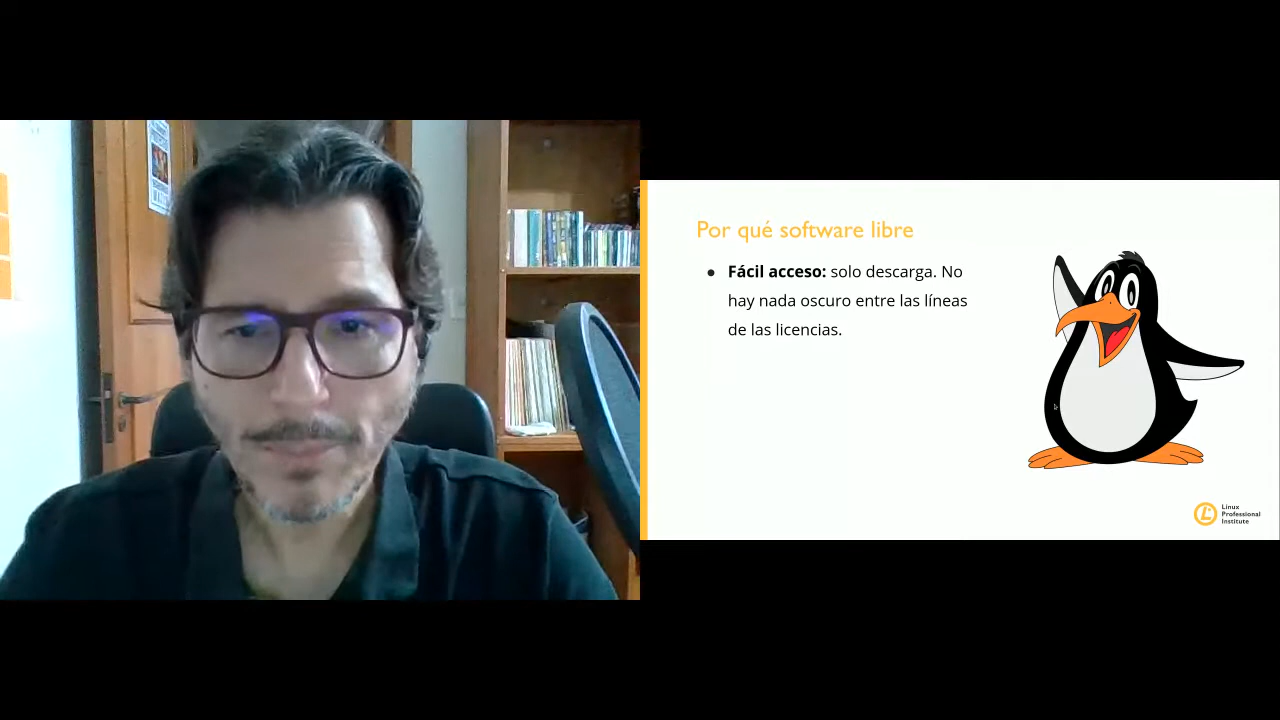 Por qué software libre
● Fácil acceso: solo descarga. No
hay nada oscuro entre las líneas
de las licencias.
Linux
Professional
Institute